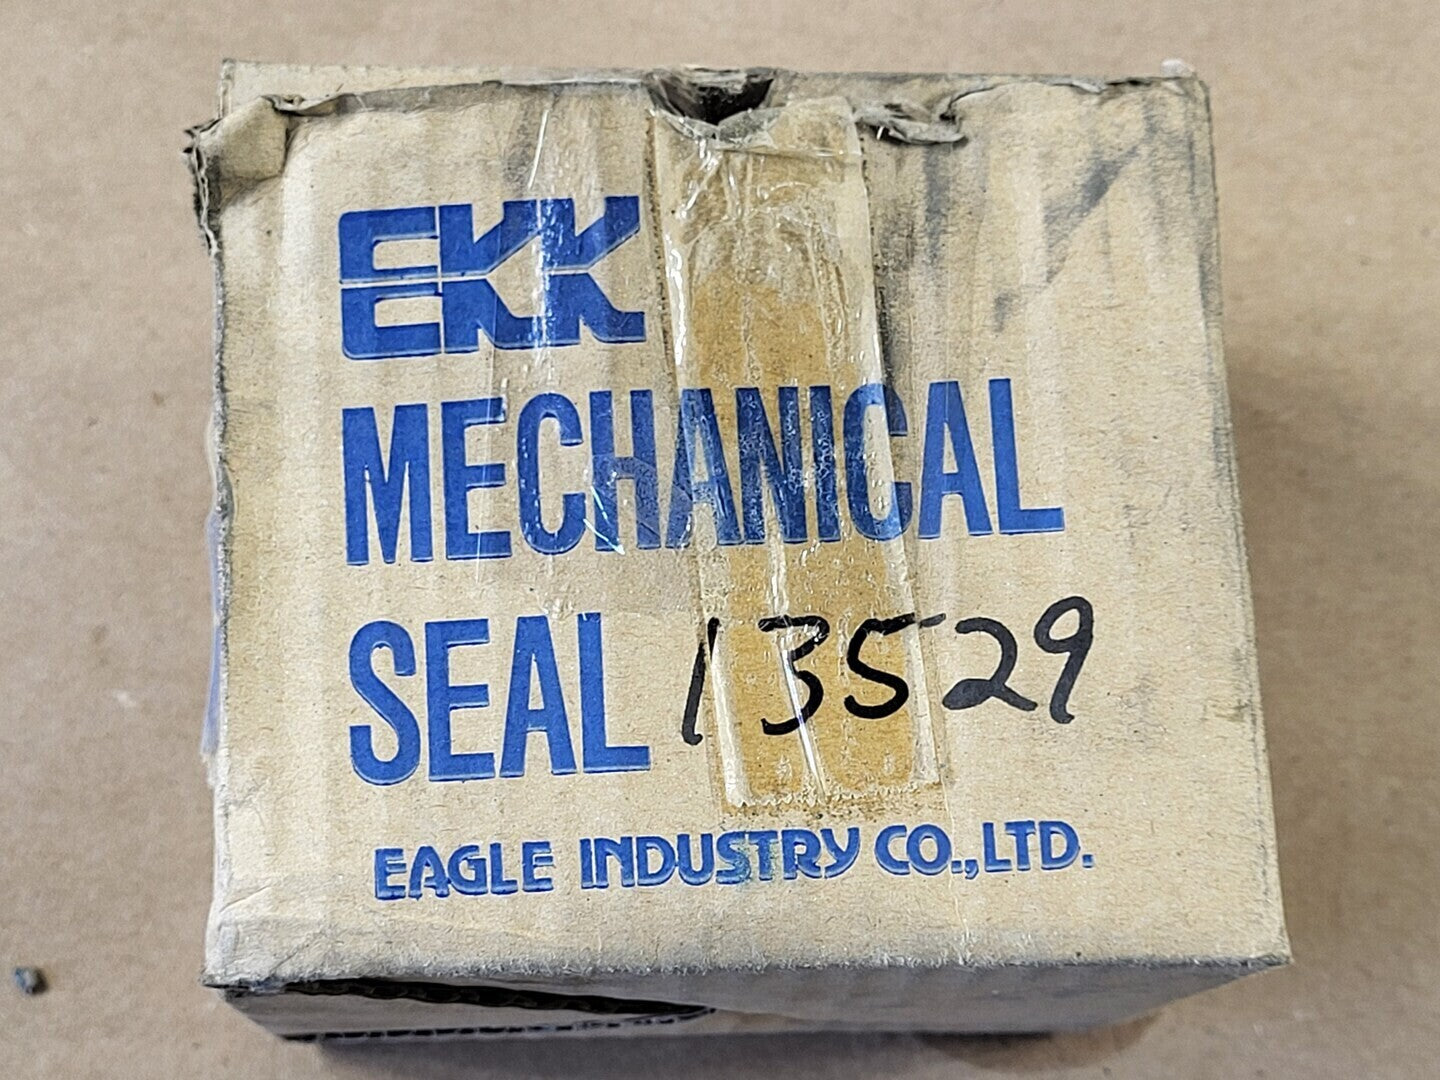 EKK
MECHANICAL
SEAL 13529
EAGLE INDUSTRY CO.,LTD.